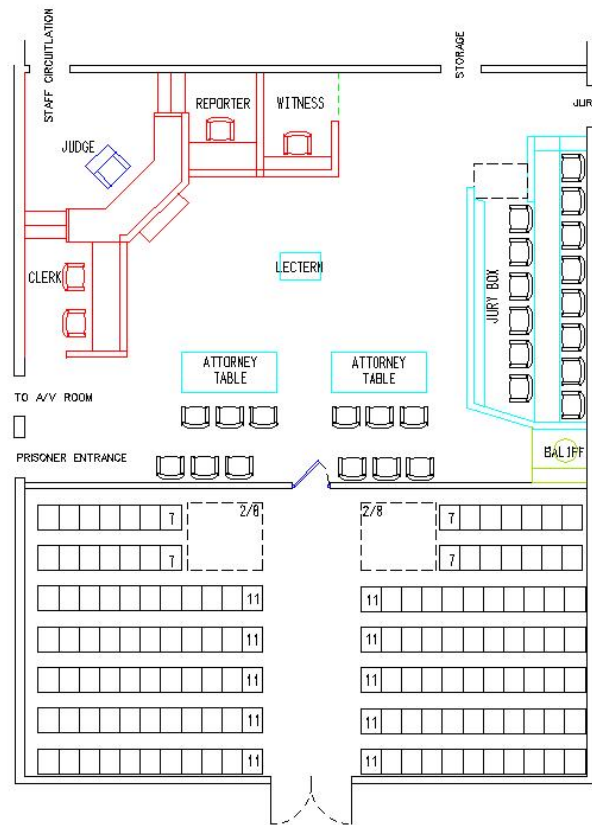 STAFF CIRCUITLATION
STORAGE
REPORTER
WITNESS
JUR
JUDGE
CLERK
LECTERN
JURY BOX
ATTORNEY
TABLE
ATTORNEY
TABLE
TO A/V ROOM
PRISONER ENTRANCE
BALIFF
7
2/8
2/8
7
7
7
11
11
11
11
11
11
11
11
11
11